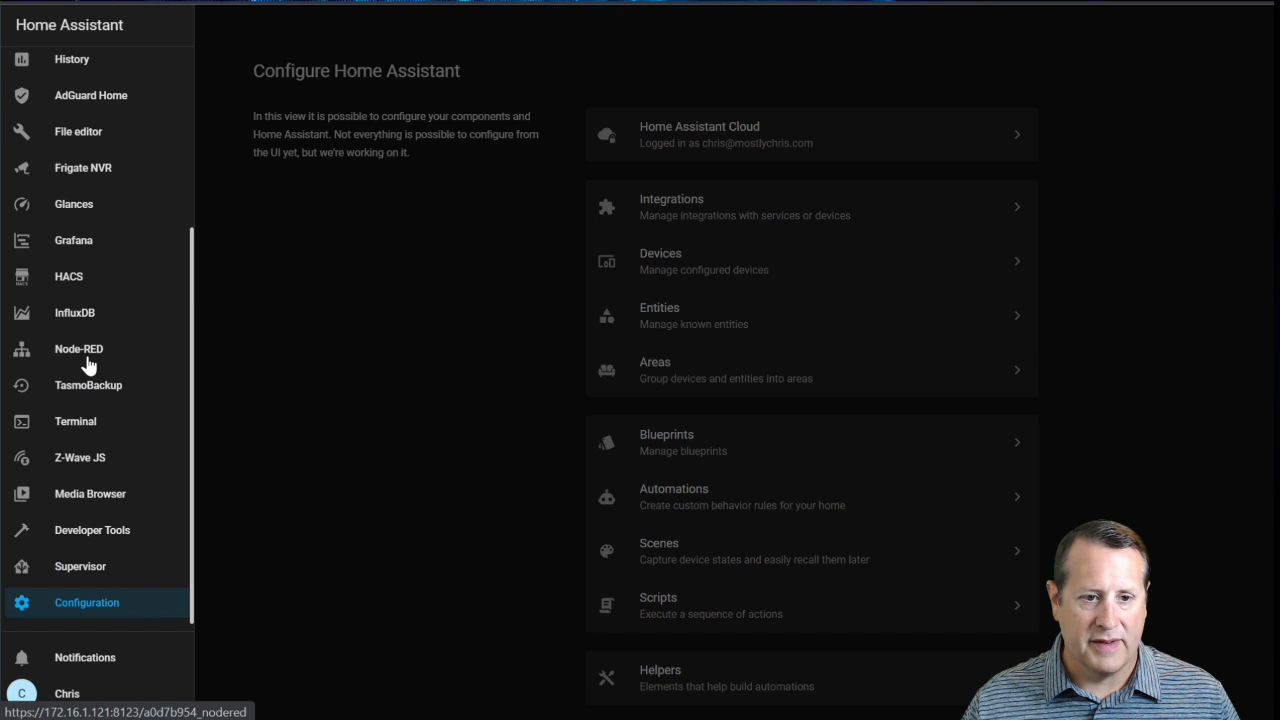 Home Assistant
History
AdGuard Home
File editor
Frigate NVR
Glances
Grafana
HACS
HACS
InfluxDB
Node-RED
TasmoBackup
Terminal
Z-Wave JS
Media Browser
Developer Tools
Supervisor
Configuration
Notifications
C
Chris
https://172.16.1.121:8123/a0d7b954_nodered
Configure Home Assistant
In this view it is possible to configure your components and
Home Assistant. Not everything is possible to configure from
the UI yet, but we're working on it.
Home Assistant Cloud
Logged in as chris@mostlychris.com
Integrations
Manage integrations with services or devices
Devices
Manage configured devices
Entities
Manage known entities
Areas
Group devices and entities into areas
Blueprints
Manage blueprints
Automations
Create custom behavior rules for your home
Scenes
Capture device states and easily recall them later
Scripts
Execute a sequence of actions
Helpers
Elements that help build automations